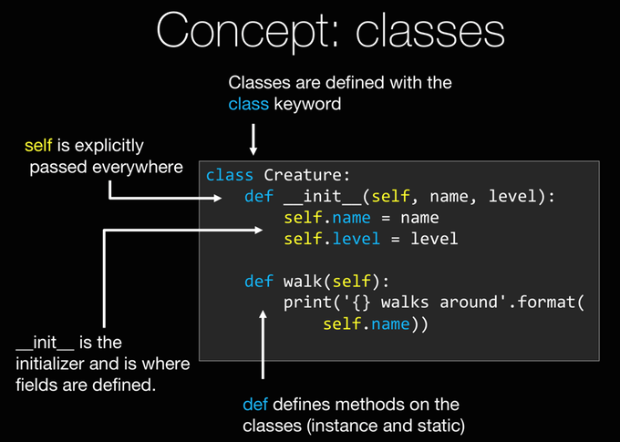 Concept: classes
Classes are defined with the
class keyword
self is explicitly
passed everywhere
class Creature:
    def __init__(self, name, level):
        self.name = name
        self.level = level
    def walk(self):
        print('{} walks around'.format(
            self.name))
__init__ is the
initializer and is where
fields are defined.
def defines methods on the
classes (instance and static)